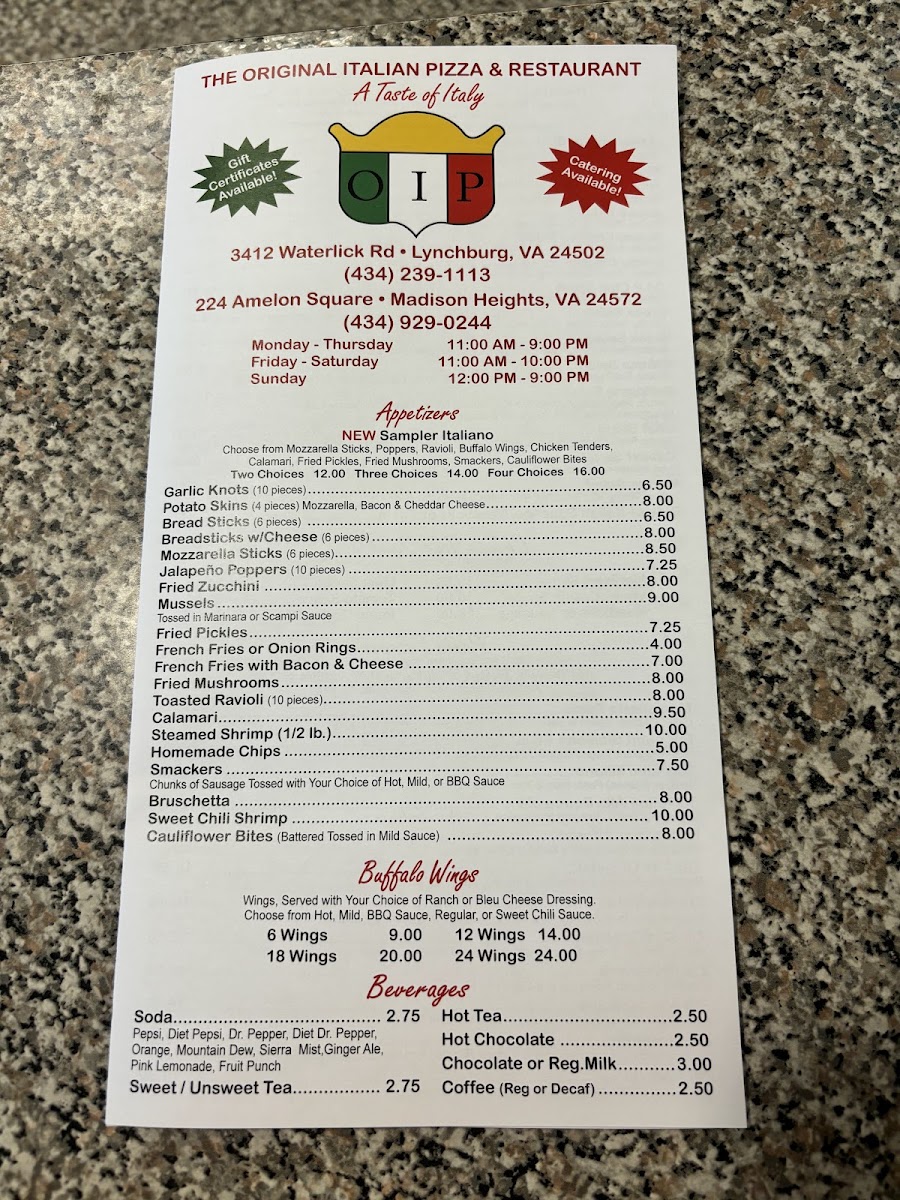 THE ORIGINAL ITALIAN PIZZA & RESTAURANT
A Taste of Italy
Gift
Certificates
Available!
O I P
Catering
Available!
3412 Waterlick Rd • Lynchburg, VA 24502
(434) 239-1113
224 Amelon Square • Madison Heights, VA 24572
(434) 929-0244
Monday - Thursday 11:00 AM - 9:00 PM
Friday - Saturday 11:00 AM - 10:00 PM
Sunday 12:00 PM - 9:00 PM
Appetizers
NEW Sampler Italiano
Choose from Mozzarella Sticks, Poppers, Ravioli, Buffalo Wings, Chicken Tenders,
Calamari, Fried Pickles, Fried Mushrooms, Smackers, Cauliflower Bites
Two Choices 12.00 Three Choices 14.00 Four Choices 16.00
Garlic Knots (10 pieces) 6.50
Potato Skins (4 pieces) Mozzarella, Bacon & Cheddar Cheese 8.00
Bread Sticks (6 pieces) 6.50
Breadsticks w/Cheese (6 pieces) 8.00
Mozzarella Sticks (6 pieces) 8.50
Jalapeño Poppers (10 pieces) 7.25
Fried Zucchini 8.00
Mussels 9.00
Tossed in Marinara or Scampi Sauce
Fried Pickles 7.25
French Fries or Onion Rings 4.00
French Fries with Bacon & Cheese 7.00
Fried Mushrooms 8.00
Toasted Ravioli (10 pieces) 8.00
Calamari 9.50
Steamed Shrimp (1/2 lb.) 10.00
Homemade Chips 5.00
Smackers 7.50
Chunks of Sausage Tossed with Your Choice of Hot, Mild, or BBQ Sauce
Bruschetta 8.00
Sweet Chili Shrimp 10.00
Cauliflower Bites (Battered Tossed in Mild Sauce) 8.00
Buffalo Wings
Wings, Served with Your Choice of Ranch or Bleu Cheese Dressing.
Choose from Hot, Mild, BBQ Sauce, Regular, or Sweet Chili Sauce.
6 Wings 9.00 12 Wings 14.00
18 Wings 20.00 24 Wings 24.00
Beverages
Soda 2.75
Pepsi, Diet Pepsi, Dr. Pepper, Diet Dr. Pepper,
Orange, Mountain Dew, Sierra Mist,Ginger Ale,
Pink Lemonade, Fruit Punch
Sweet / Unsweet Tea 2.75
Hot Tea 2.50
Hot Chocolate 2.50
Chocolate or Reg.Milk 3.00
Coffee (Reg or Decaf) 2.50